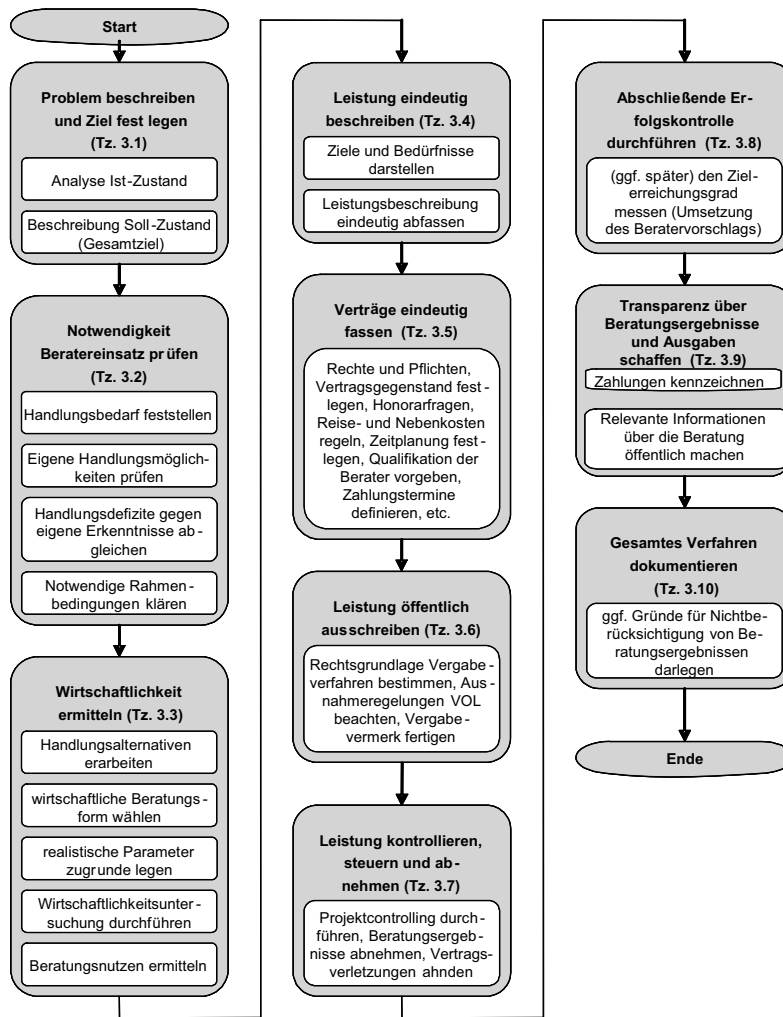 Start
Problem beschreiben
und Ziel fest legen
(Tz. 3.1)
Analyse Ist-Zustand
Beschreibung Soll-Zustand
(Gesamtziel)
Notwendigkeit
Beratereinsatz prüfen
(Tz. 3.2)
Handlungsbedarf feststellen
Eigene Handlungsmöglich-
keiten prüfen
Handlungsdefizite gegen
eigene Erkenntnisse ab-
gleichen
Notwendige Rahmen-
bedingungen klären
Wirtschaftlichkeit
ermitteln (Tz. 3.3)
Handlungsalternativen
erarbeiten
wirtschaftliche Beratungs-
form wählen
realistische Parameter
zugrunde legen
Wirtschaftlichkeitsunter-
suchung durchführen
Beratungsnutzen ermitteln
Leistung eindeutig
beschreiben (Tz. 3.4)
Ziele und Bedürfnisse
darstellen
Leistungsbeschreibung
eindeutig abfassen
Verträge eindeutig
fassen (Tz. 3.5)
Rechte und Pflichten,
Vertragsgegenstand fest-
legen, Honorarfragen,
Reise- und Nebenkosten
regeln, Zeitplanung fest-
legen, Qualifikation der
Berater vorgeben,
Zahlungstermine
definieren, etc.
Leistung öffentlich
ausschreiben (Tz. 3.6)
Rechtsgrundlage Vergabe-
verfahren bestimmen, Aus-
nahmeregelungen VOL
beachten, Vergabe-
vermerk fertigen
Leistung kontrollieren,
steuern und ab-
nehmen (Tz. 3.7)
Projektcontrolling durch-
führen, Beratungsergeb-
nisse abnehmen, Vertrags-
verletzungen ahnden
Abschließende Er-
folgskontrolle
durchführen (Tz. 3.8)
(ggf. später) den Ziel-
erreichungsgrad
messen (Umsetzung
des Beratervorschlags)
Transparenz über
Beratungsergebnisse
und Ausgaben
schaffen (Tz. 3.9)
Zahlungen kennzeichnen
Relevante Informationen
über die Beratung
öffentlich machen
Gesamtes Verfahren
dokumentieren
(Tz. 3.10)
ggf. Gründe für Nichtbe-
rücksichtigung von Be-
ratungsergebnissen
darlegen
Ende